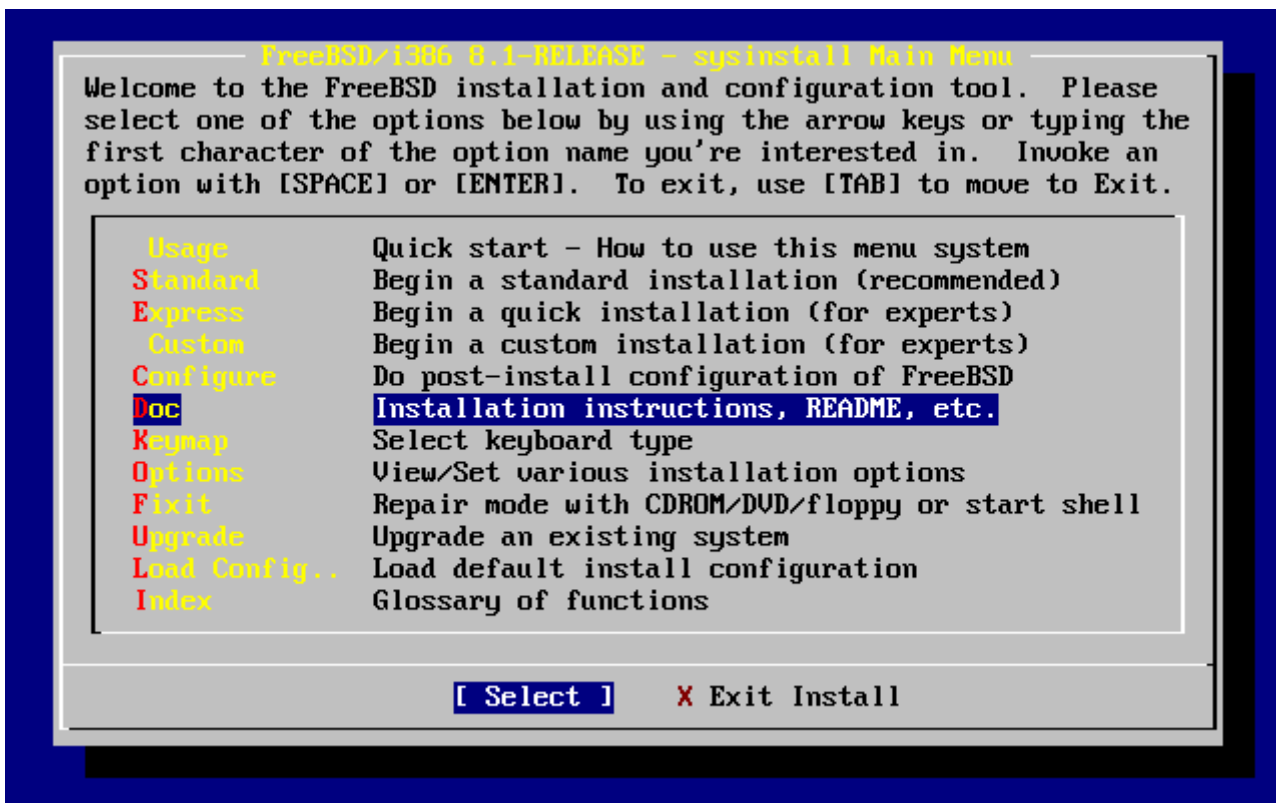 FreeBSD/i386 8.1-RELEASE - sysinstall Main Menu
Welcome to the FreeBSD installation and configuration tool.  Please
select one of the options below by using the arrow keys or typing the
first character of the option name you're interested in.  Invoke an
option with [SPACE] or [ENTER].  To exit, use [TAB] to move to Exit.
Usage Quick start - How to use this menu system
Standard Begin a standard installation (recommended)
Express Begin a quick installation (for experts)
Custom Begin a custom installation (for experts)
Configure Do post-install configuration of FreeBSD
Doc Installation instructions, README, etc.
Keymap Select keyboard type
Options View/Set various installation options
Fixit Repair mode with CDROM/DVD/floppy or start shell
Upgrade Upgrade an existing system
Load Config.. Load default install configuration
Index Glossary of functions
[ Select ] X Exit Install